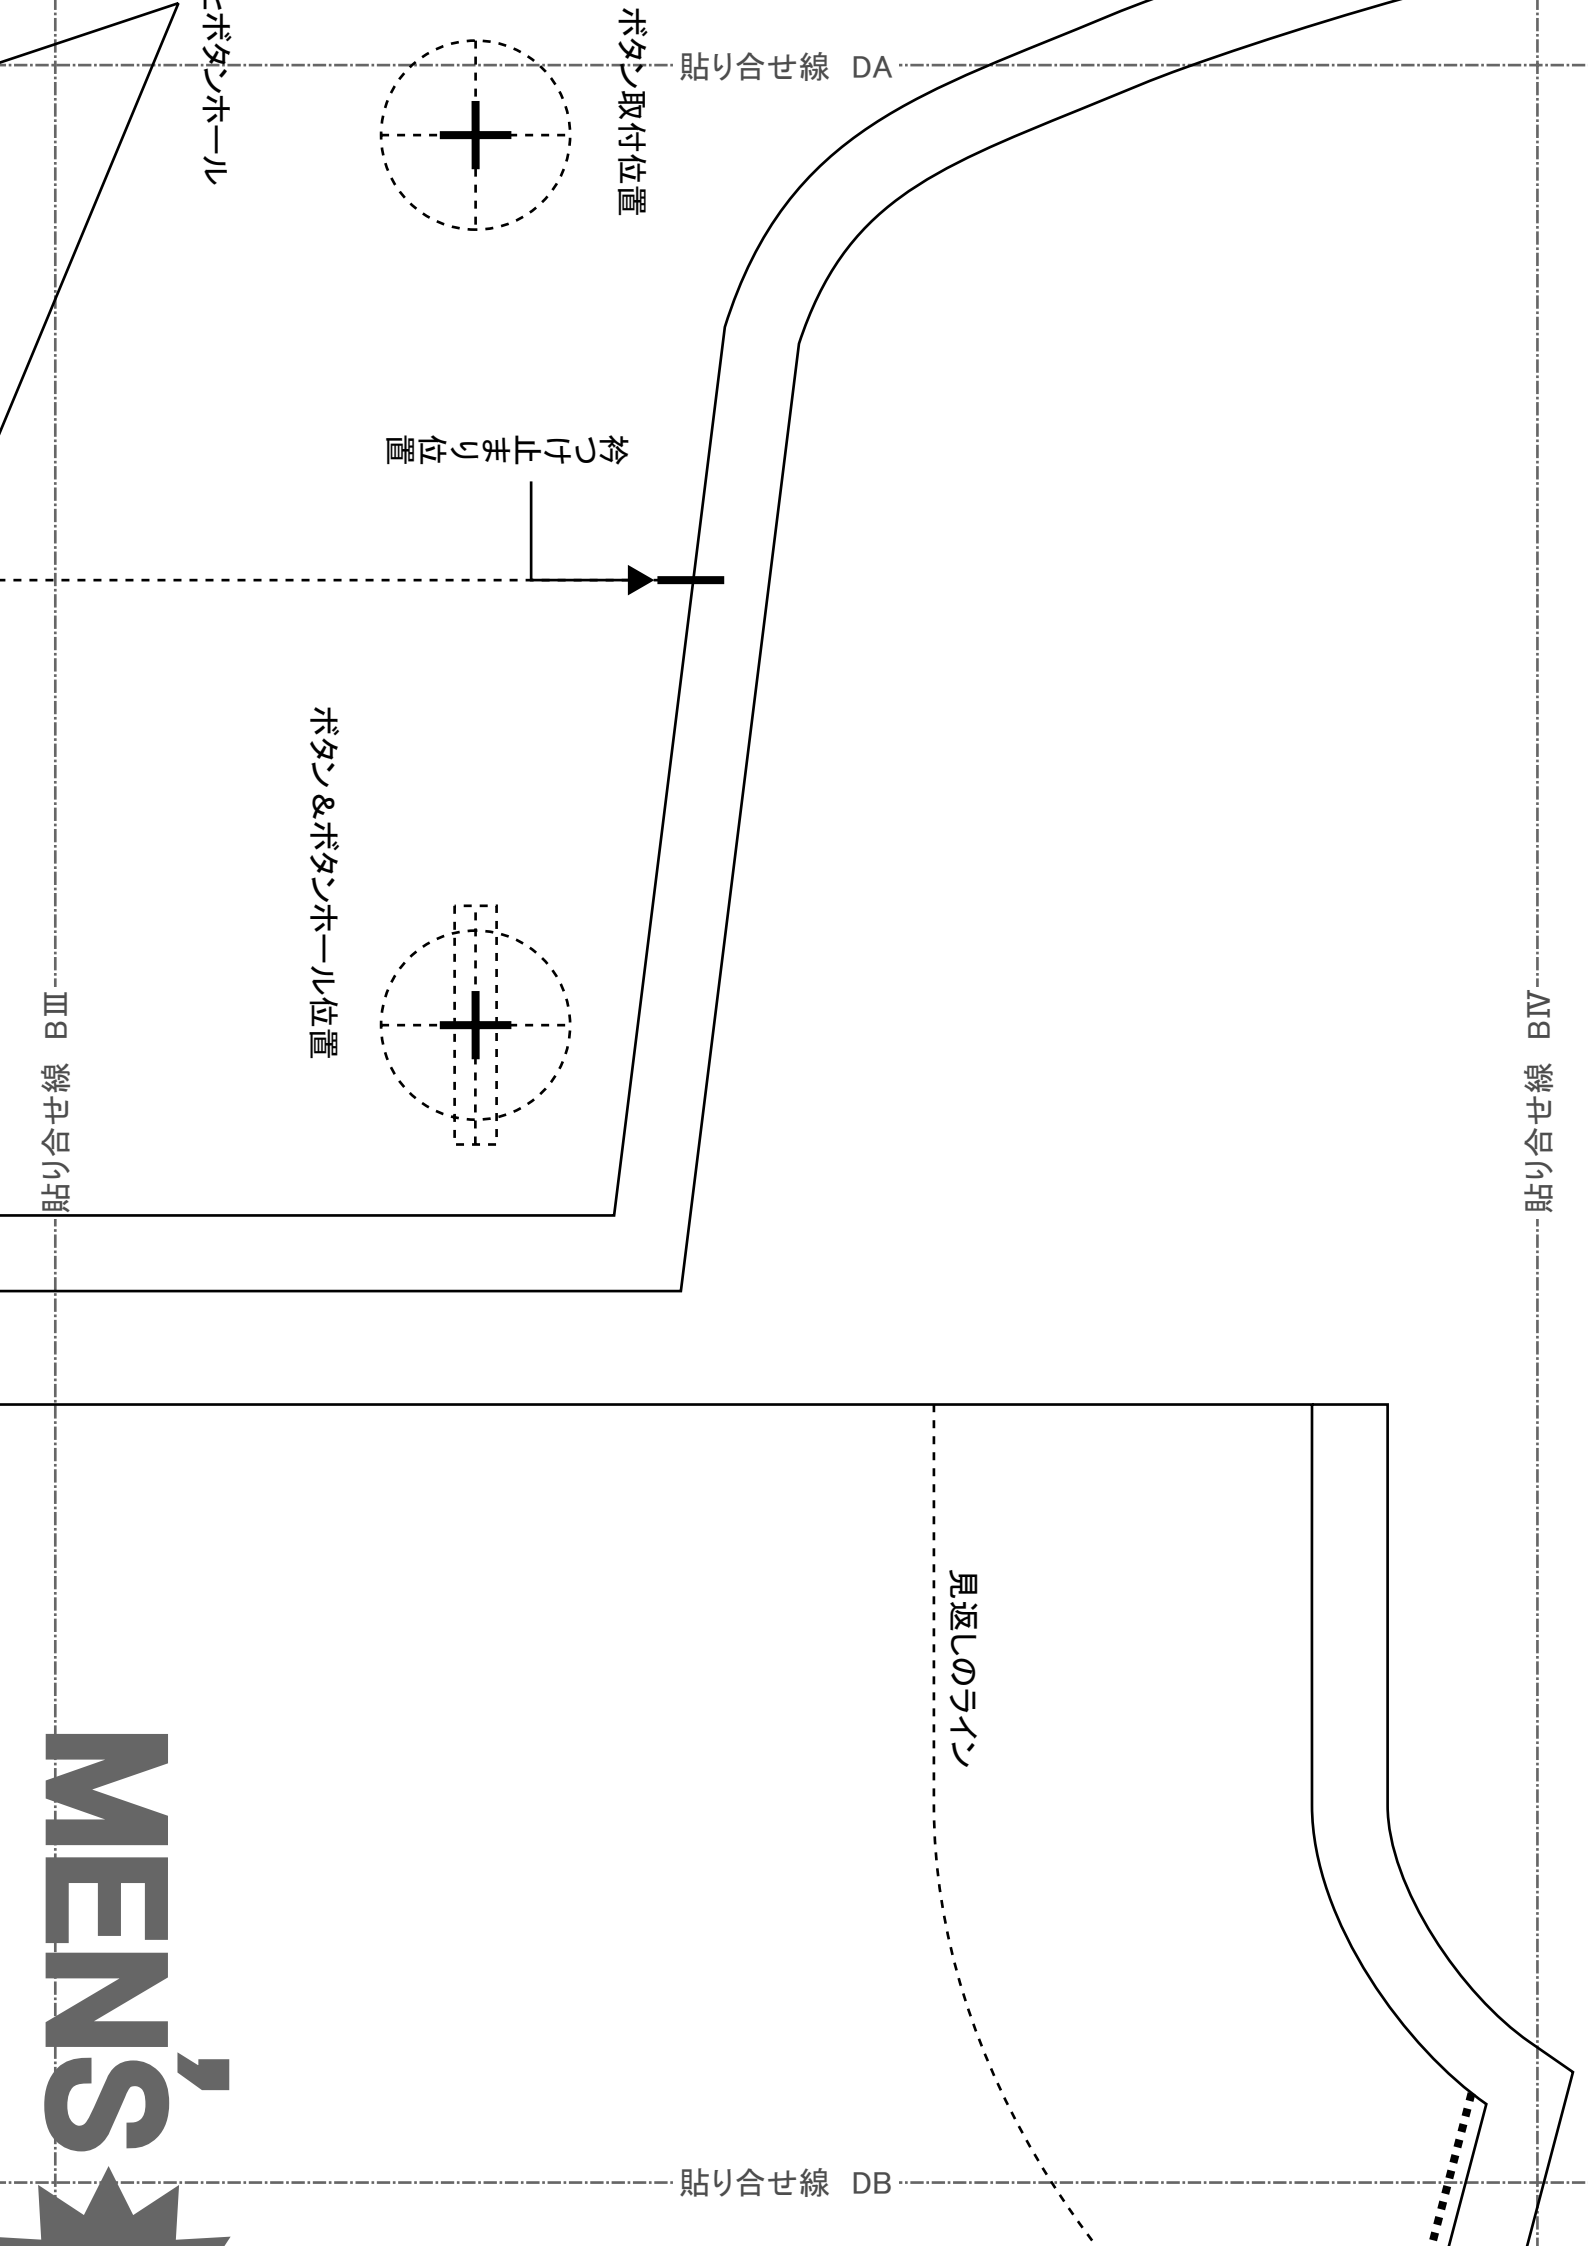 ボタンホール
ボタン取付位置
貼り合せ線 DA
衿つけ止まり位置
ボタン&ボタンホール位置
貼り合せ線 BⅢ
貼り合せ線 BⅣ
見返しのライン
MEN'S
貼り合せ線 DB